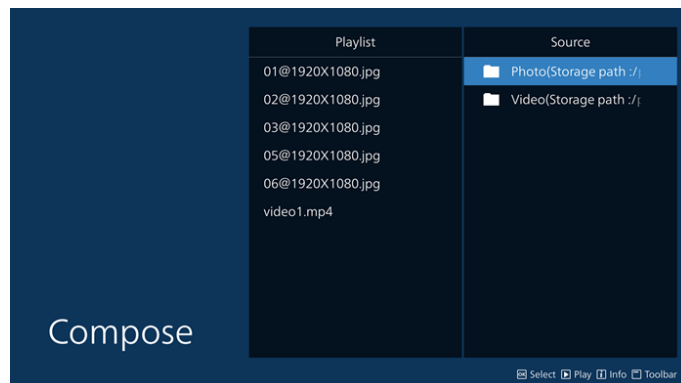 Playlist
Source
01@1920X1080.jpg
Photo(Storage path :/
02@1920X1080.jpg
Video(Storage path :/
03@1920X1080.jpg
05@1920X1080.jpg
06@1920X1080.jpg
video1.mp4
Compose
OK Select Play i Info Toolbar